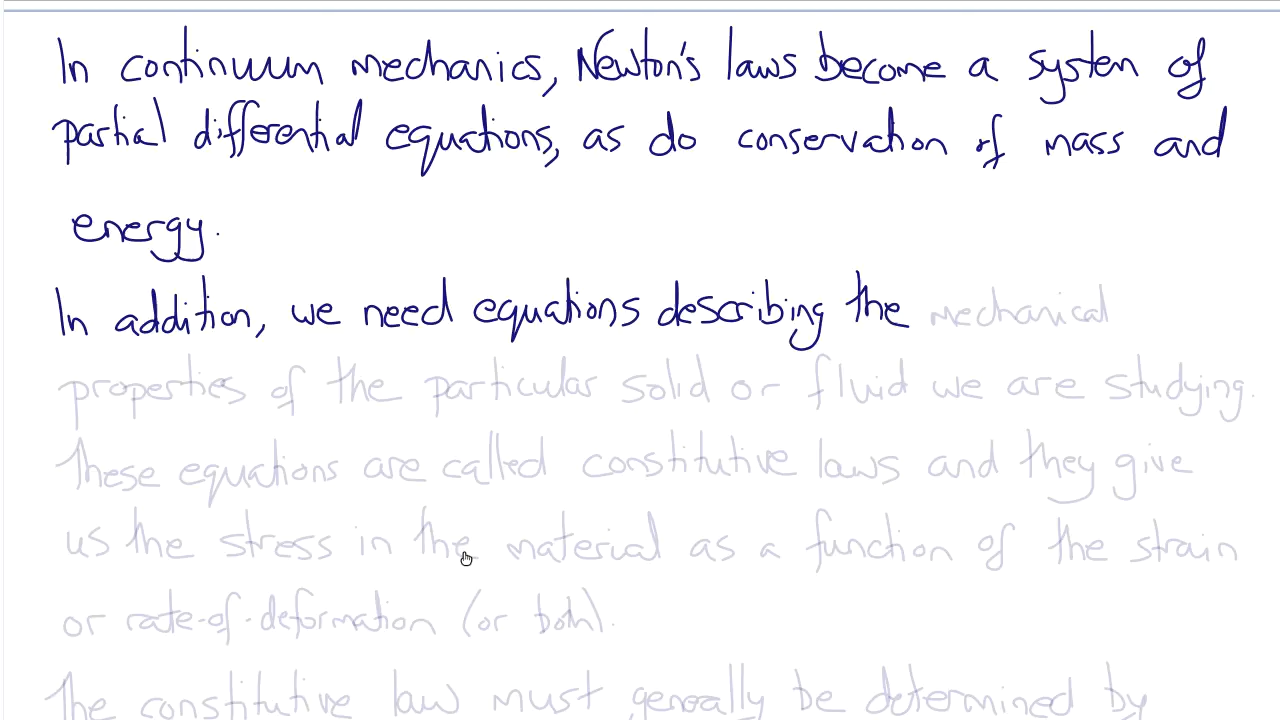 In continuum mechanics, Newton's laws become a system of
partial differential equations, as do conservation of mass and
energy.
In addition, we need equations describing the mechanical
properties of the particular solid or fluid we are studying.
These equations are called constitutive laws and they give
us the stress in the material as a function of the strain
or rate-of-deformation (or both).
The constitutive law must generally be determined by